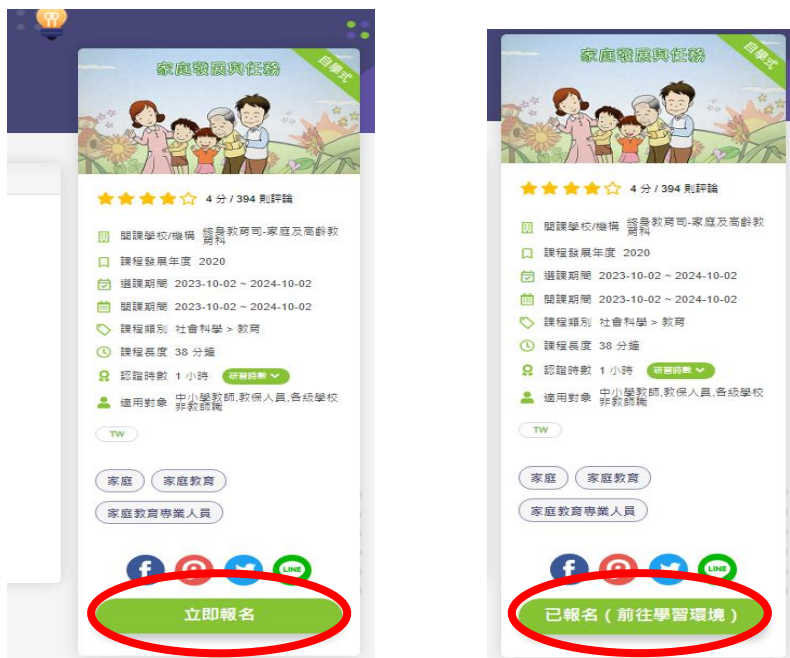 家庭發展與任務
自學式
4 分 / 394 則評論
開課學校/機構 終身教育司-家庭及高齡教
育科
課程發展年度 2020
選課期間 2023-10-02 ~ 2024-10-02
開課期間 2023-10-02 ~ 2024-10-02
課程類別 社會科學 > 教育
課程長度 38 分鐘
認證時數 1 小時 研習時數
適用對象 中小學教師,教保人員,各級學校
非教師職
TW
家庭 家庭教育
家庭教育專業人員
f LINE
立即報名
家庭發展與任務
自學式
4 分 / 394 則評論
開課學校/機構 終身教育司-家庭及高齡教
育科
課程發展年度 2020
選課期間 2023-10-02 ~ 2024-10-02
開課期間 2023-10-02 ~ 2024-10-02
課程類別 社會科學 > 教育
課程長度 38 分鐘
認證時數 1 小時 研習時數
適用對象 中小學教師,教保人員,各級學校
非教師職
TW
家庭 家庭教育
家庭教育專業人員
f LINE
已報名 ( 前往學習環境 )